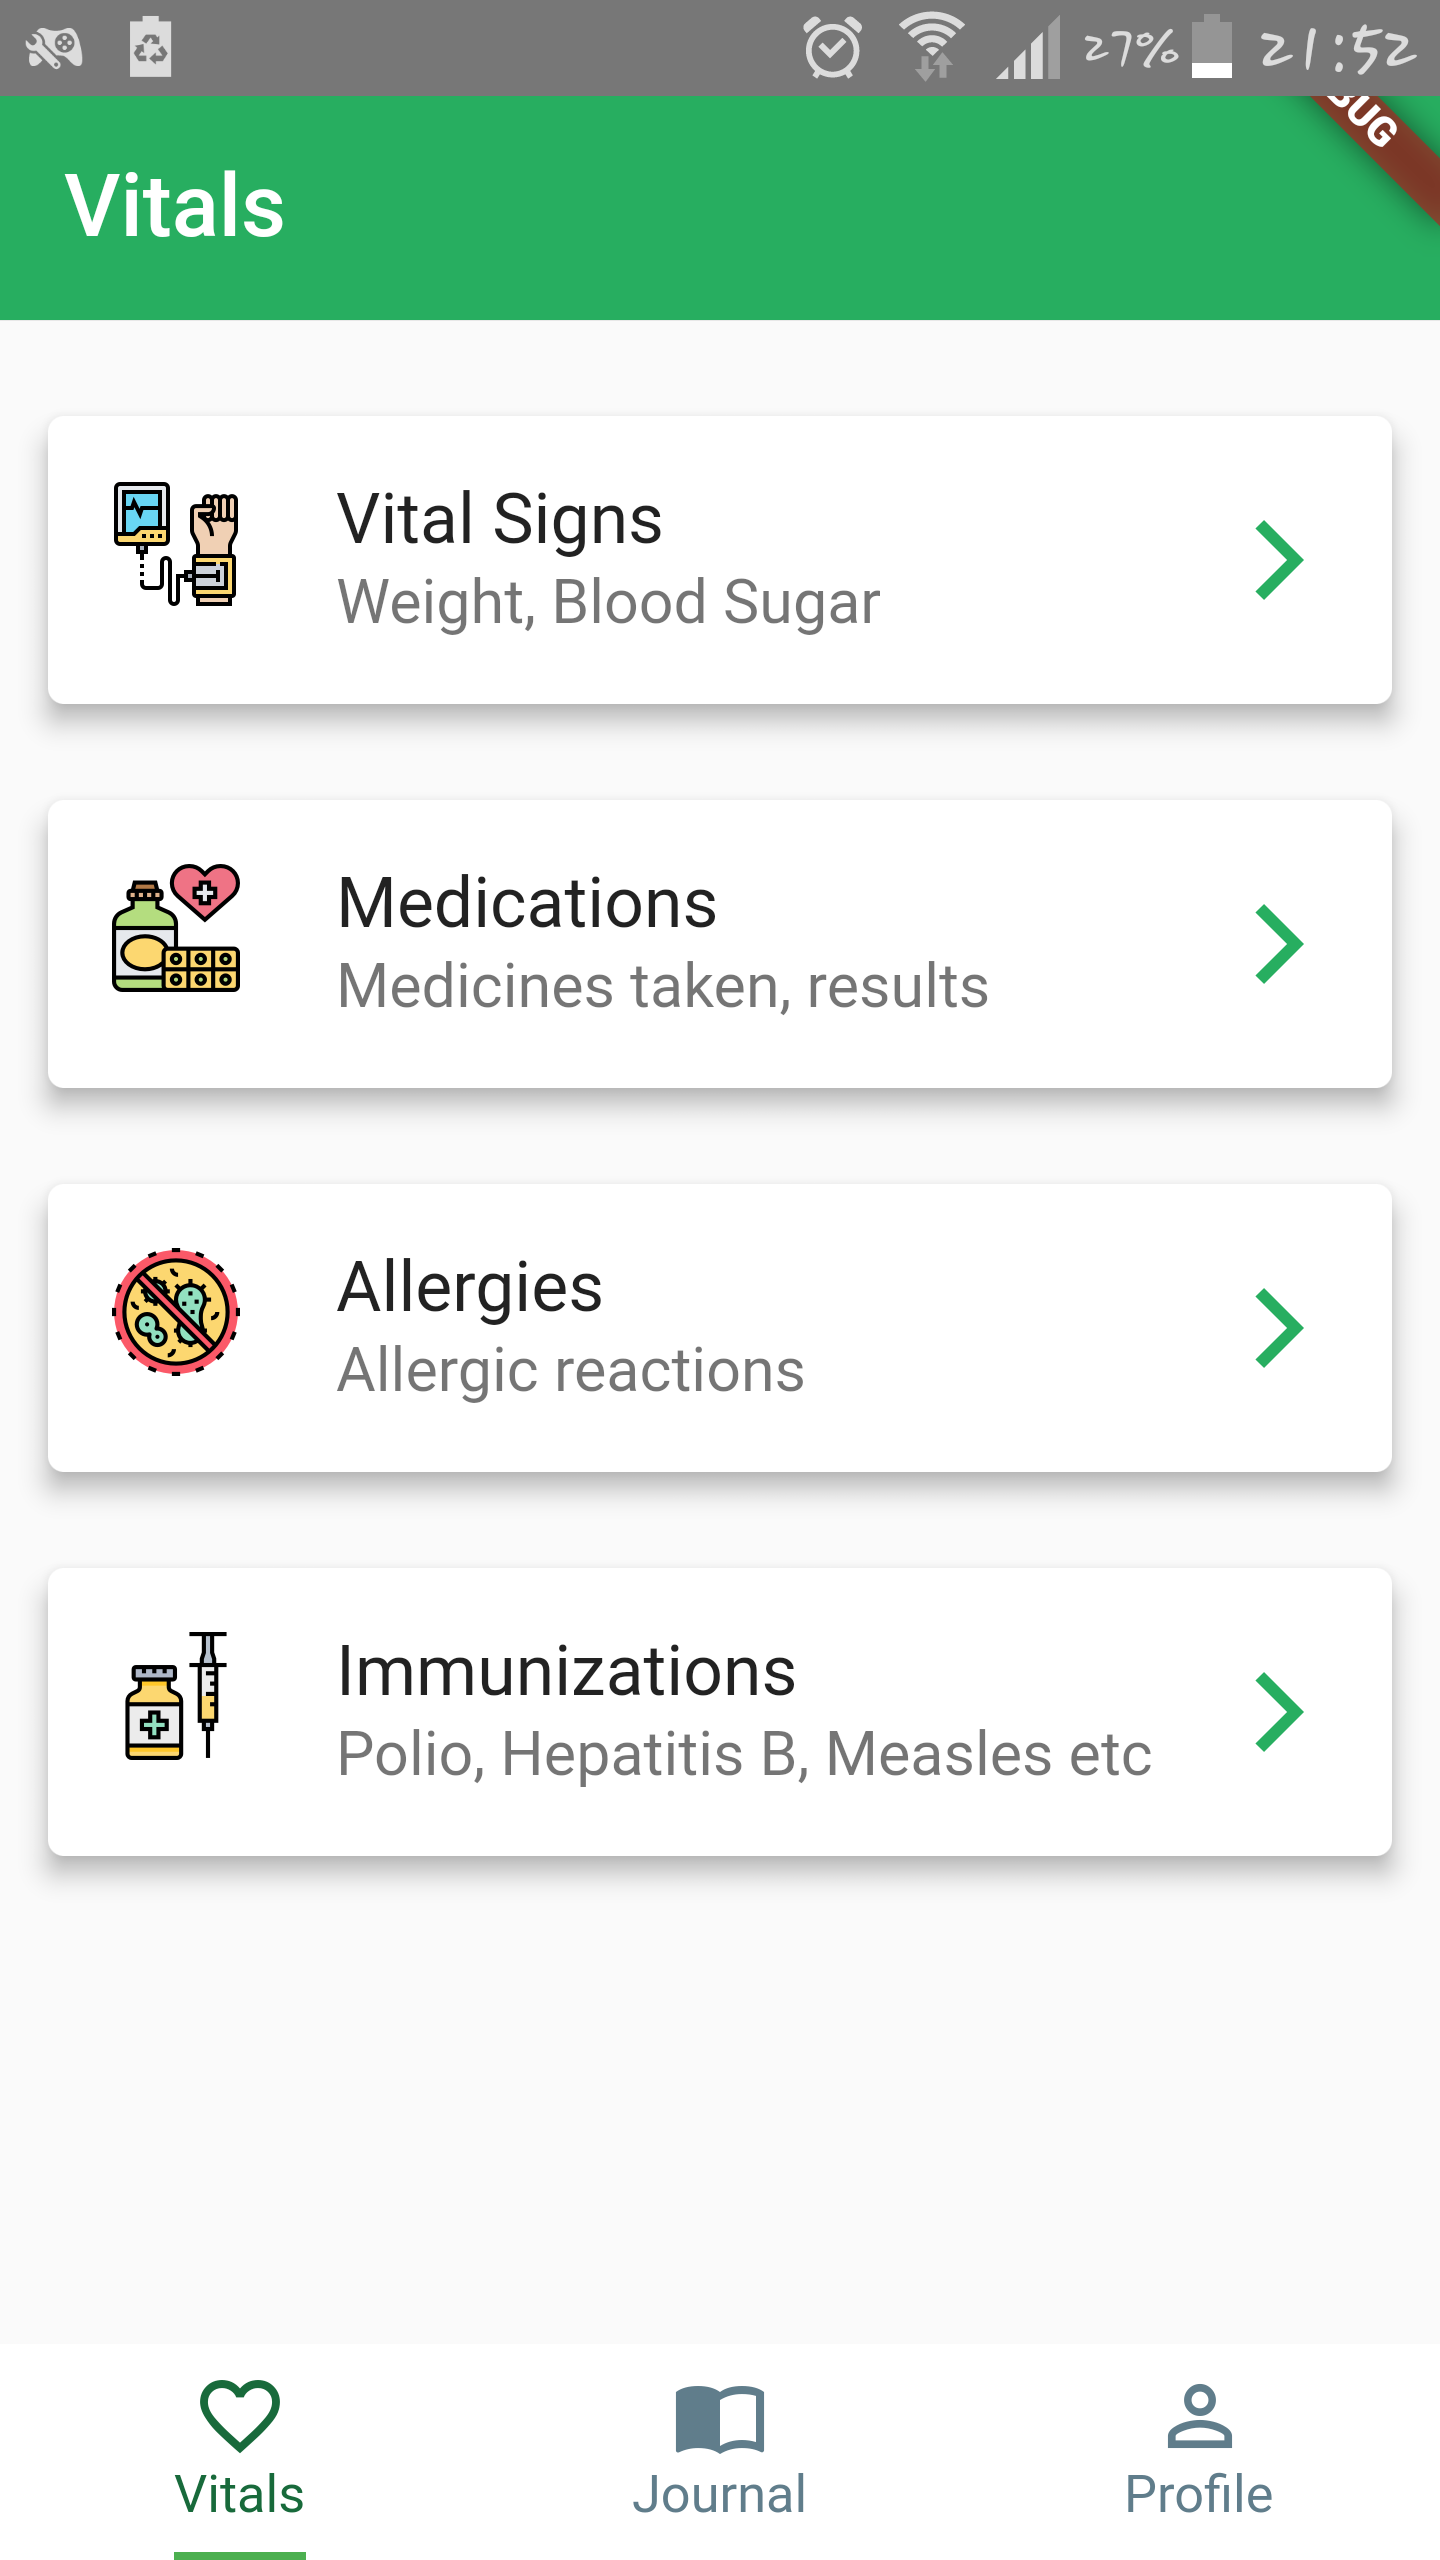 27% 21:52
BUG
Vitals
Vital Signs
Weight, Blood Sugar
Medications
Medicines taken, results
Allergies
Allergic reactions
Immunizations
Polio, Hepatitis B, Measles etc
Vitals
Journal
Profile